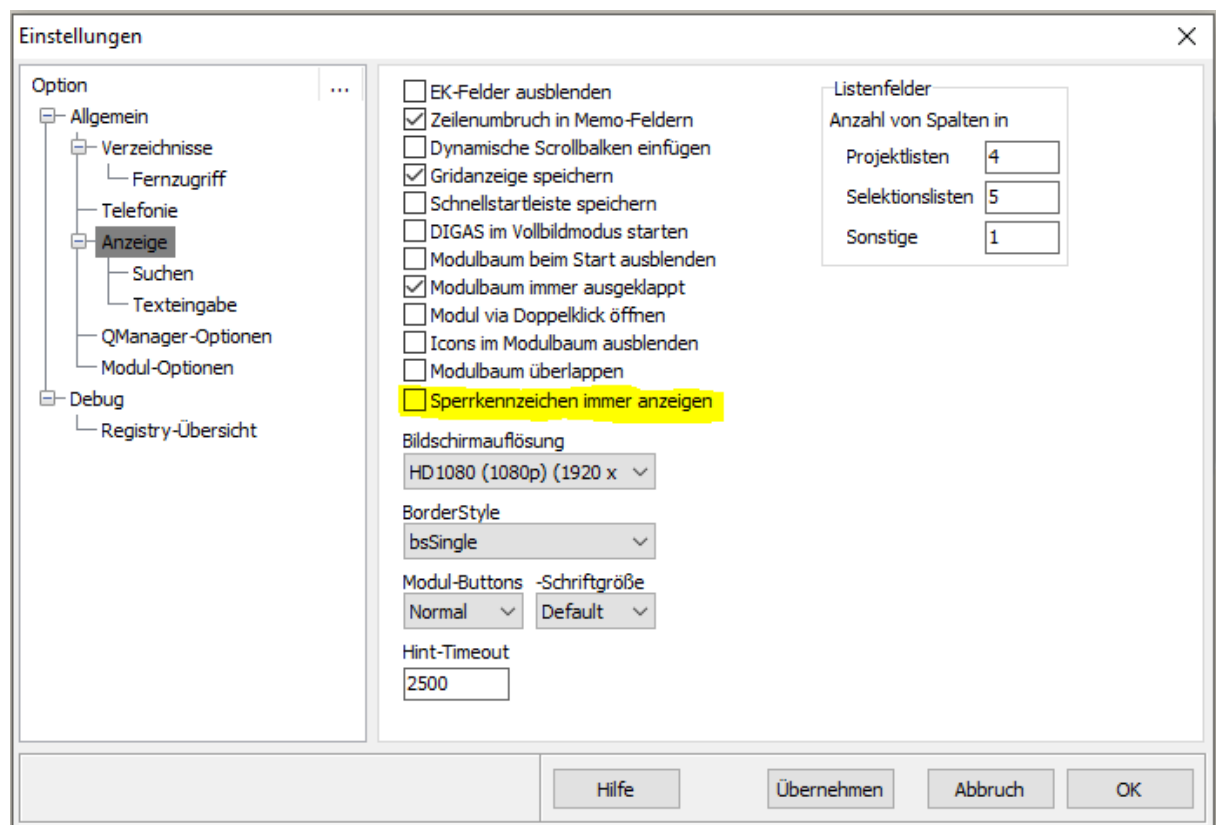 Einstellungen
Option
...
Allgemein
Verzeichnisse
Fernzugriff
Telefonie
Anzeige
Suchen
Texteingabe
QManager-Optionen
Modul-Optionen
Debug
Registry-Übersicht
EK-Felder ausblenden
Zeilenumbruch in Memo-Feldern
Dynamische Scrollbalken einfügen
Gridanzeige speichern
Schnellstartleiste speichern
DIGAS im Vollbildmodus starten
Modulbaum beim Start ausblenden
Modulbaum immer ausgeklappt
Modul via Doppelklick öffnen
Icons im Modulbaum ausblenden
Modulbaum überlappen
Sperrkennzeichen immer anzeigen
Bildschirmauflösung
HD1080 (1080p) (1920 x
BorderStyle
bsSingle
Modul-Buttons -Schriftgröße
Normal Default
Hint-Timeout
2500
Listenfelder
Anzahl von Spalten in
Projektlisten 4
Selektionslisten 5
Sonstige 1
Hilfe Übernehmen Abbruch OK